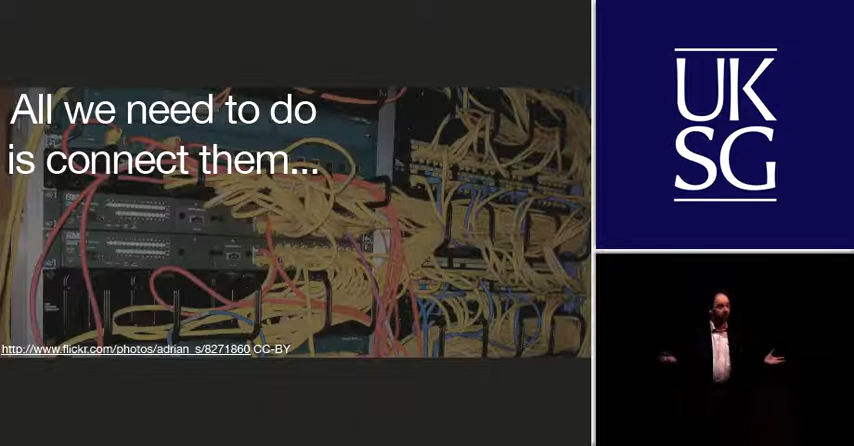 All we need to do
is connect them...
http://www.flickr.com/photos/adrian_s/8271860 CC-BY
UK
SG